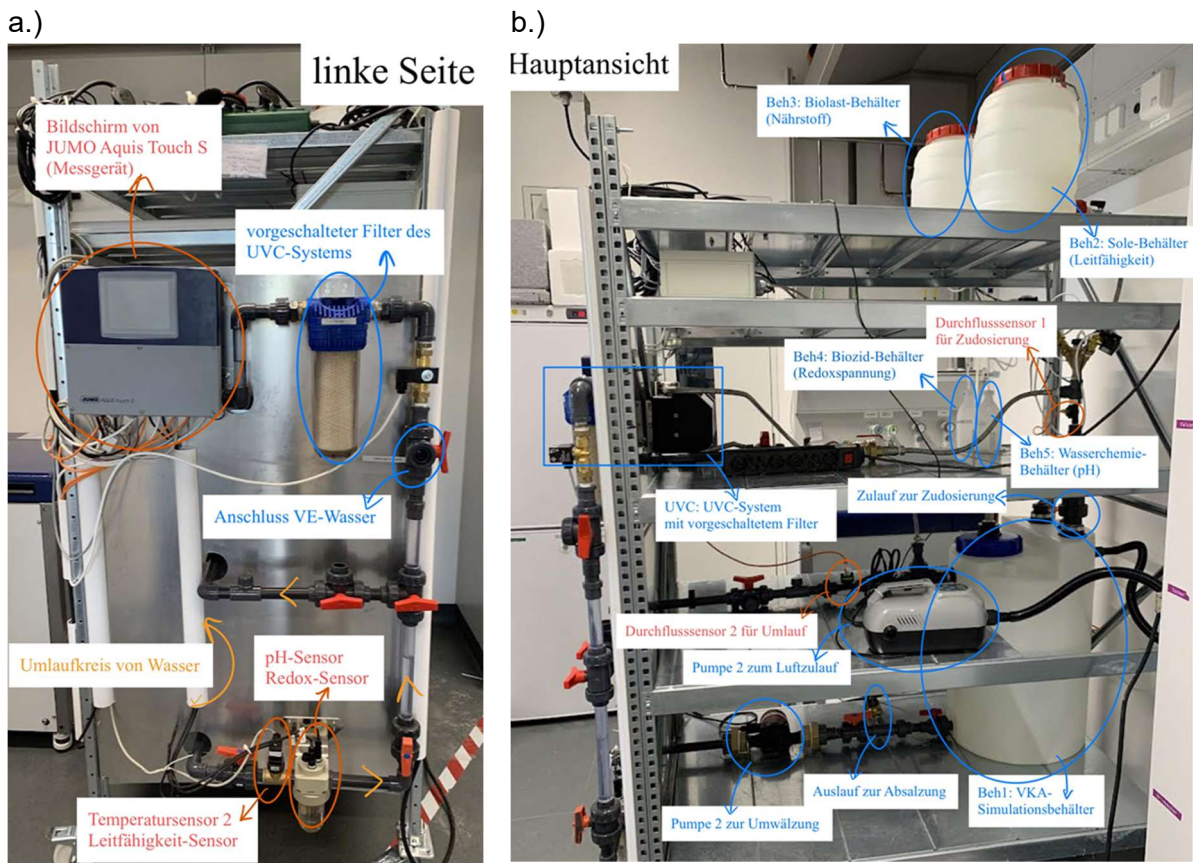 a.)
linke Seite
Bildschirm von
JUMO Aquis Touch S
(Messgerät)
vorgeschalteter Filter des
UVC-Systems
JUMO
Anschluss VE-Wasser
Umlaufkreis von Wasser
pH-Sensor
Redox-Sensor
Temperatursensor 2
Leitfähigkeit-Sensor
b.)
Hauptansicht
Beh3: Biolast-Behälter
(Nährstoff)
Beh2: Sole-Behälter
(Leitfähigkeit)
Durchflusssensor 1
für Zudosierung
Beh4: Biozid-Behälter
(Redoxspannung)
Beh5: Wasserchemie-
Behälter (pH)
Zulauf zur Zudosierung
UVC: UVC-System
mit vorgeschaltetem Filter
Durchflusssensor 2 für Umlauf
Pumpe 2 zum Luftzulauf
Auslauf zur Absalzung
Pumpe 2 zur Umwälzung
Beh1: VKA-
Simulationsbehälter